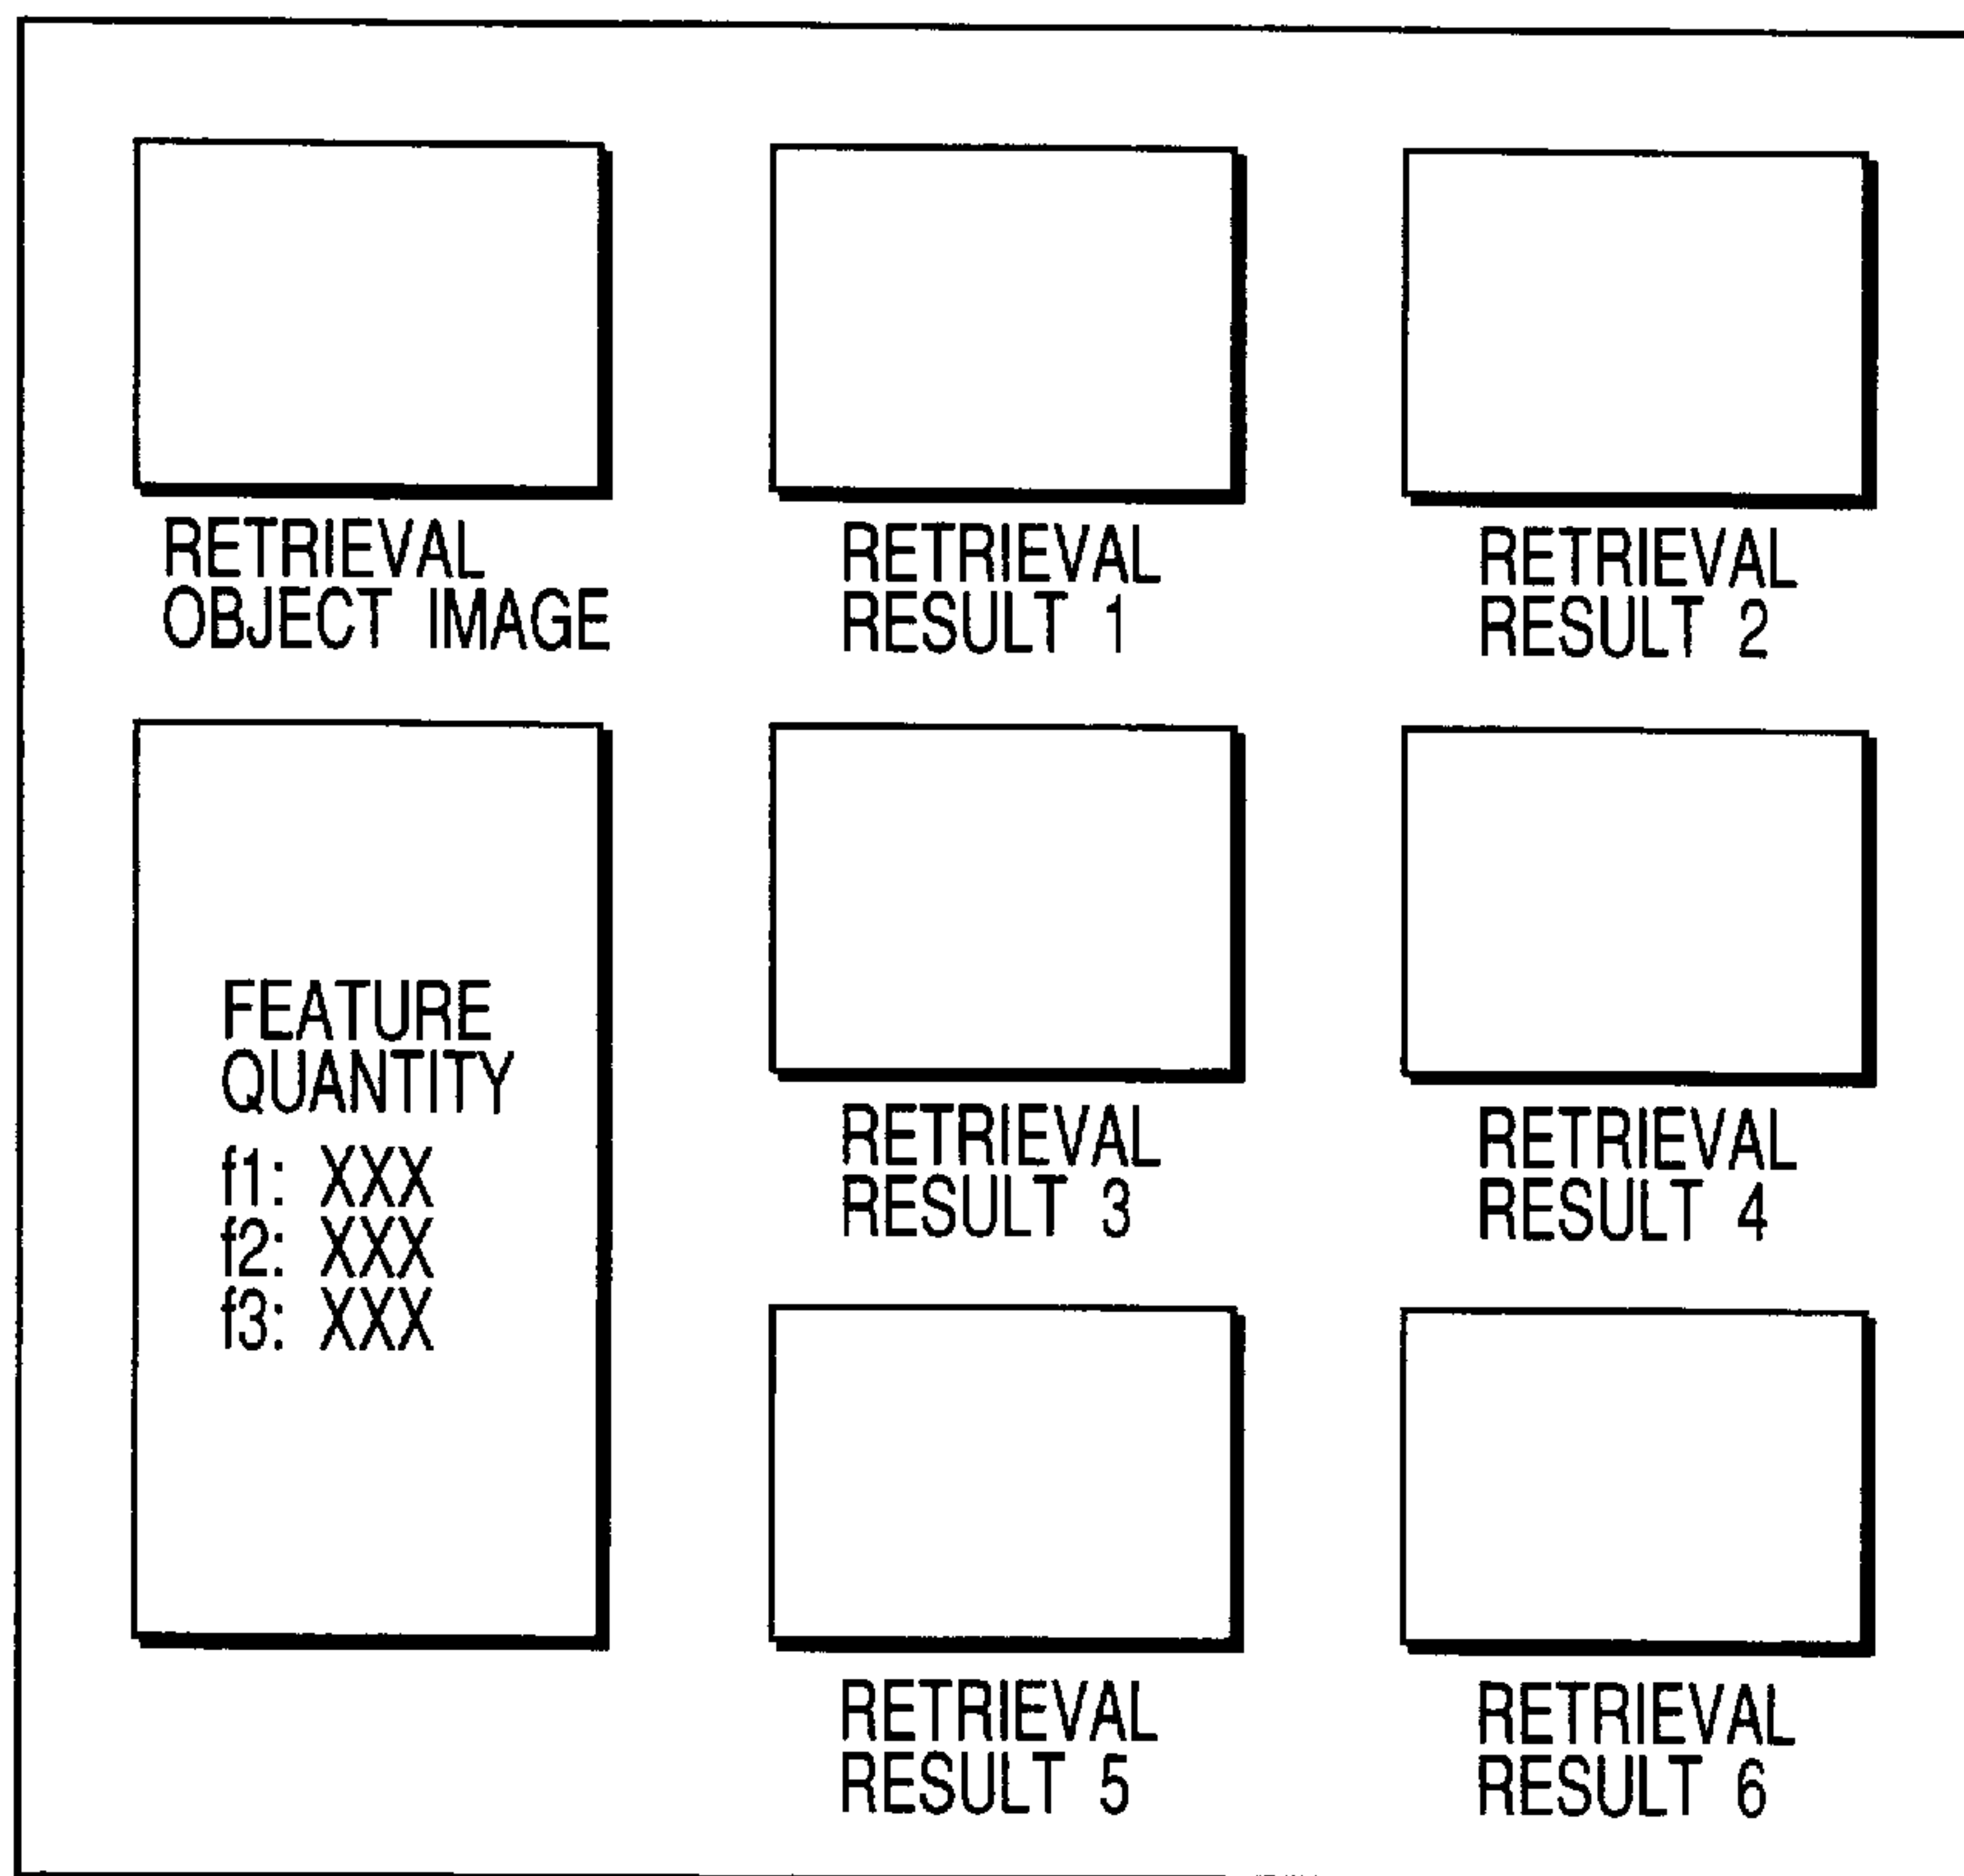 RETRIEVAL
OBJECT IMAGE
RETRIEVAL
RESULT 1
RETRIEVAL
RESULT 2
FEATURE
QUANTITY
f1: XXX
f2: XXX
f3: XXX
RETRIEVAL
RESULT 3
RETRIEVAL
RESULT 4
RETRIEVAL
RESULT 5
RETRIEVAL
RESULT 6